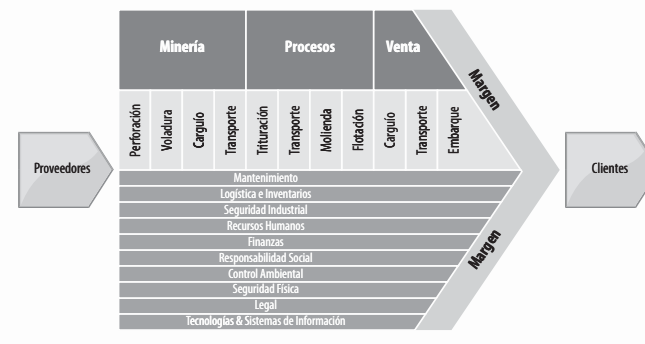 Minería
Procesos
Venta
Margen
Perforación
Voladura
Carguío
Transporte
Trituración
Transporte
Molienda
Flotación
Carguío
Transporte
Embarque
Proveedores
Clientes
Mantenimiento
Logística e Inventarios
Seguridad Industrial
Recursos Humanos
Finanzas
Responsabilidad Social
Control Ambiental
Seguridad Física
Legal
Tecnologías & Sistemas de Información
Margen